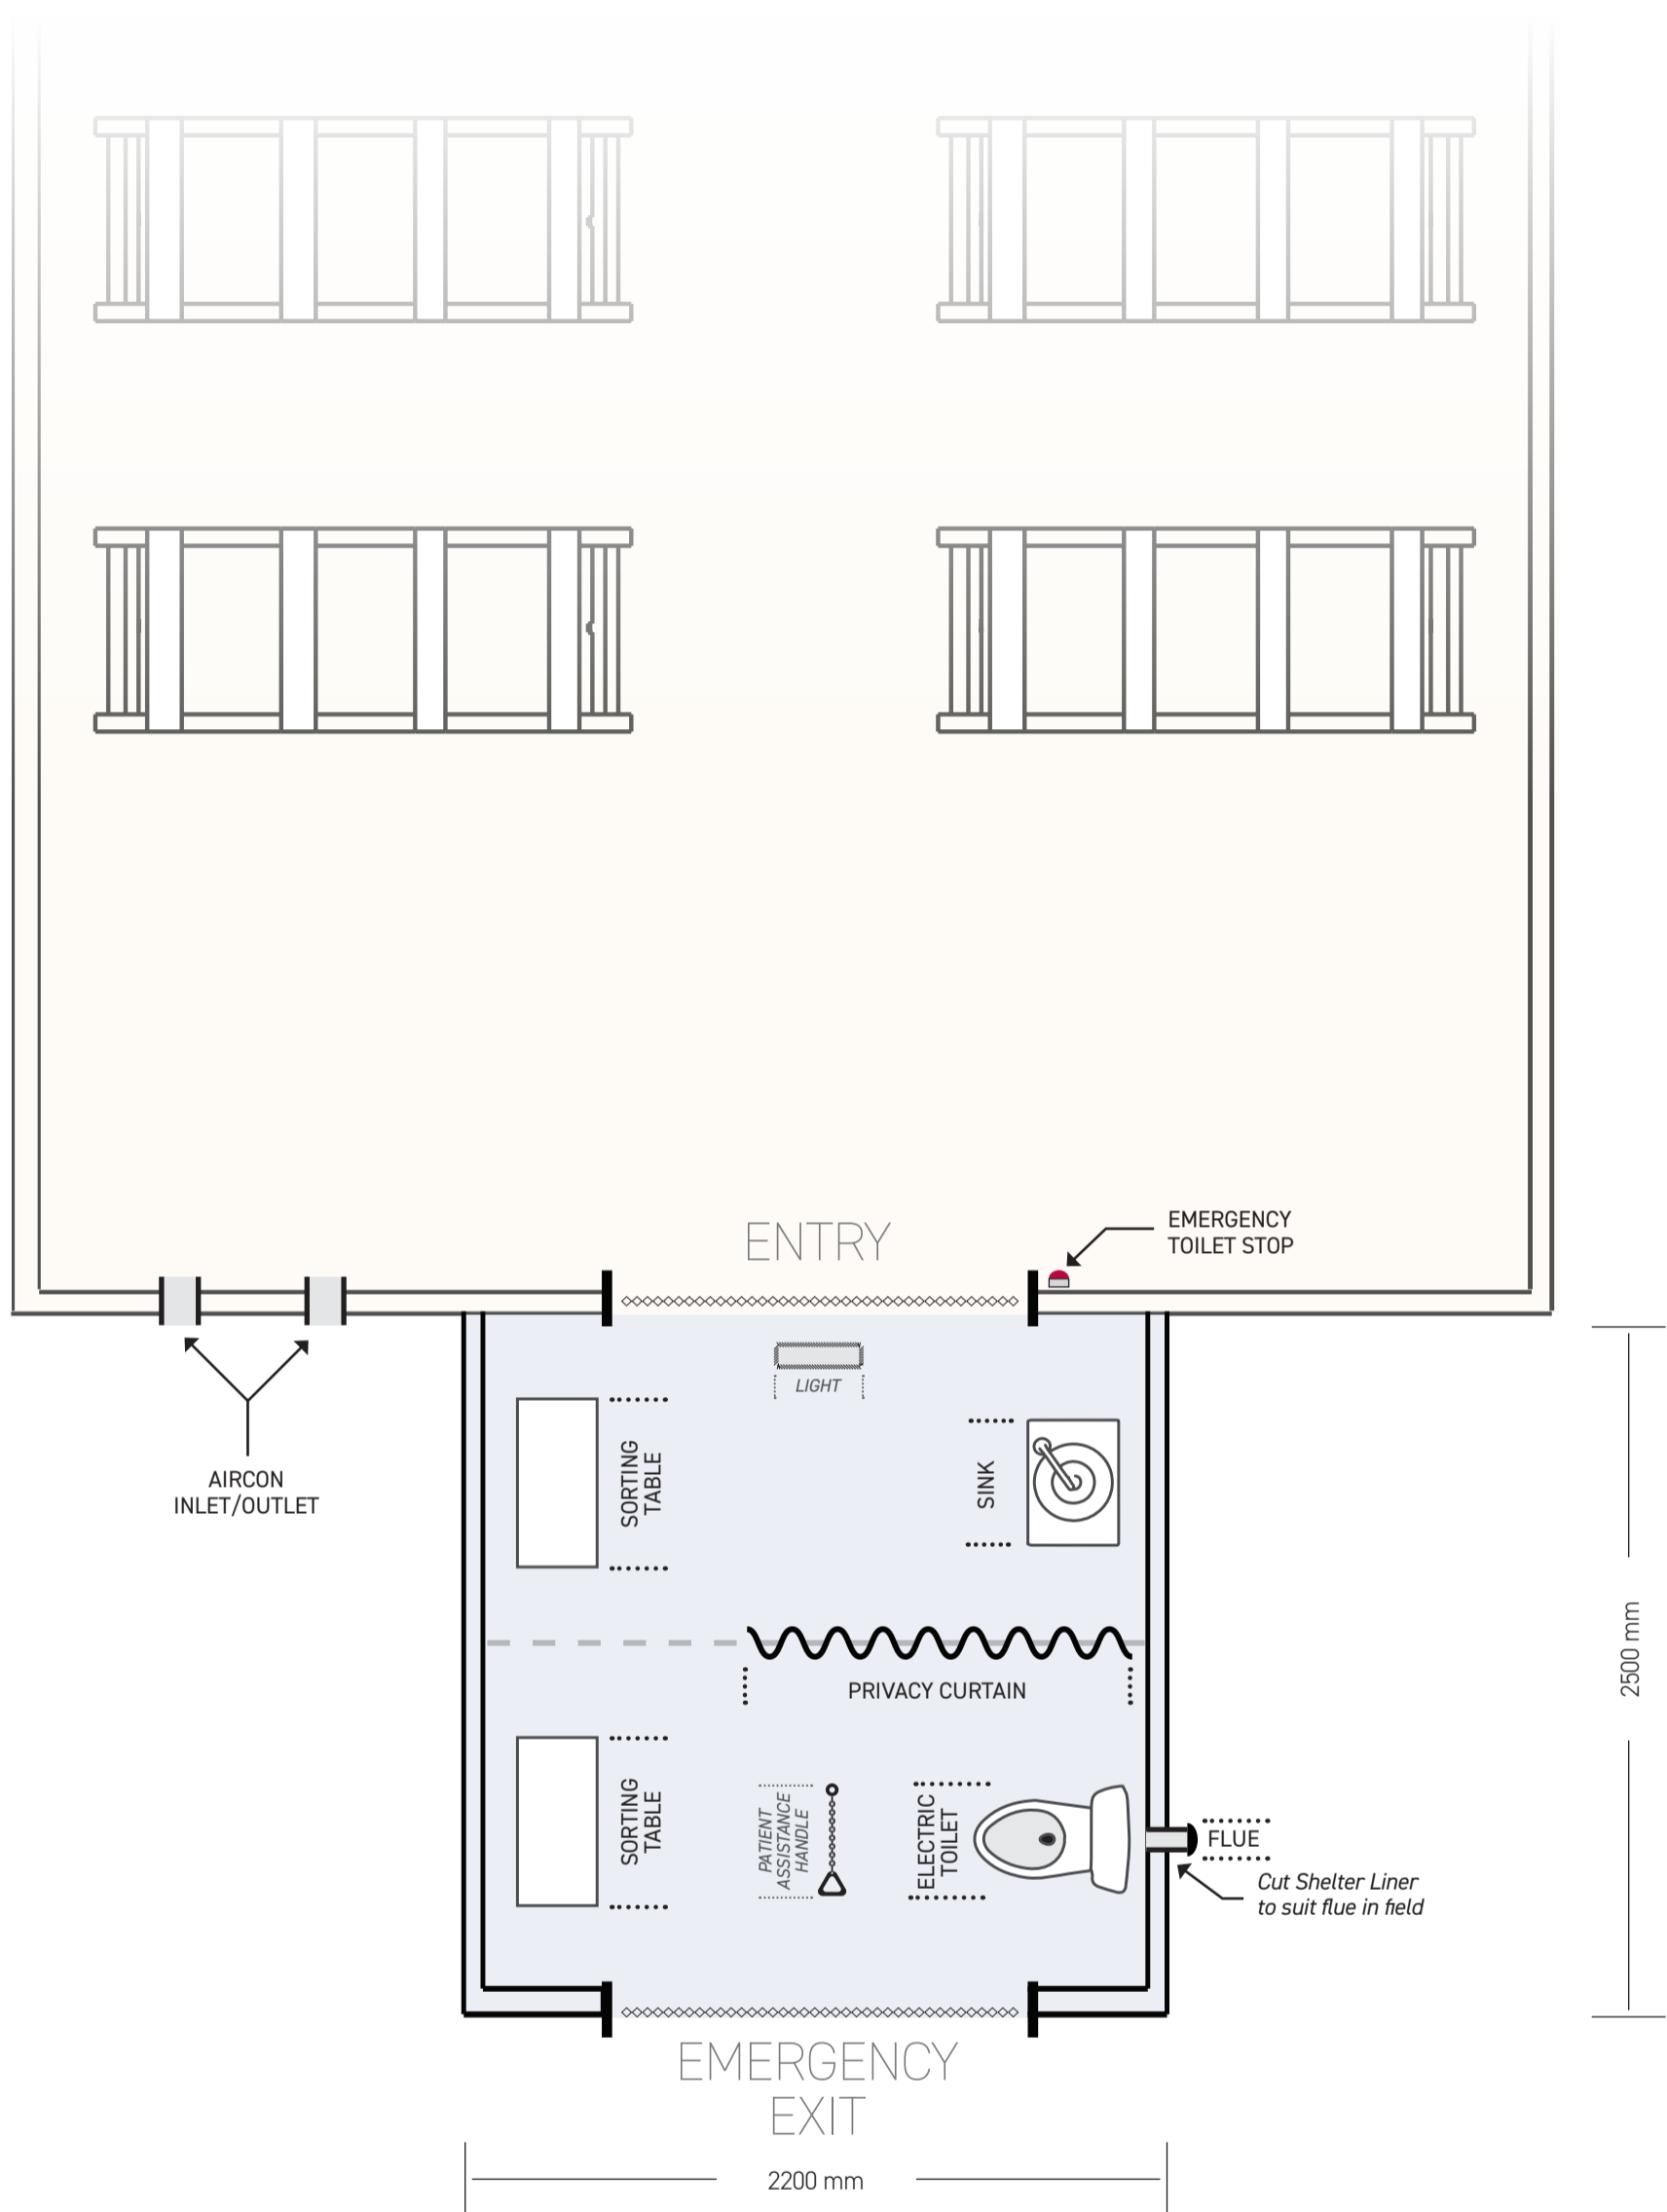 EMERGENCY
TOILET STOP
ENTRY
LIGHT
AIRCON
INLET/OUTLET
SORTING
TABLE
SINK
PRIVACY CURTAIN
2500 mm
SORTING
TABLE
PATIENT
ASSISTANCE
HANDLE
ELECTRIC
TOILET
FLUE
Cut Shelter Liner
to suit flue in field
EMERGENCY
EXIT
2200 mm